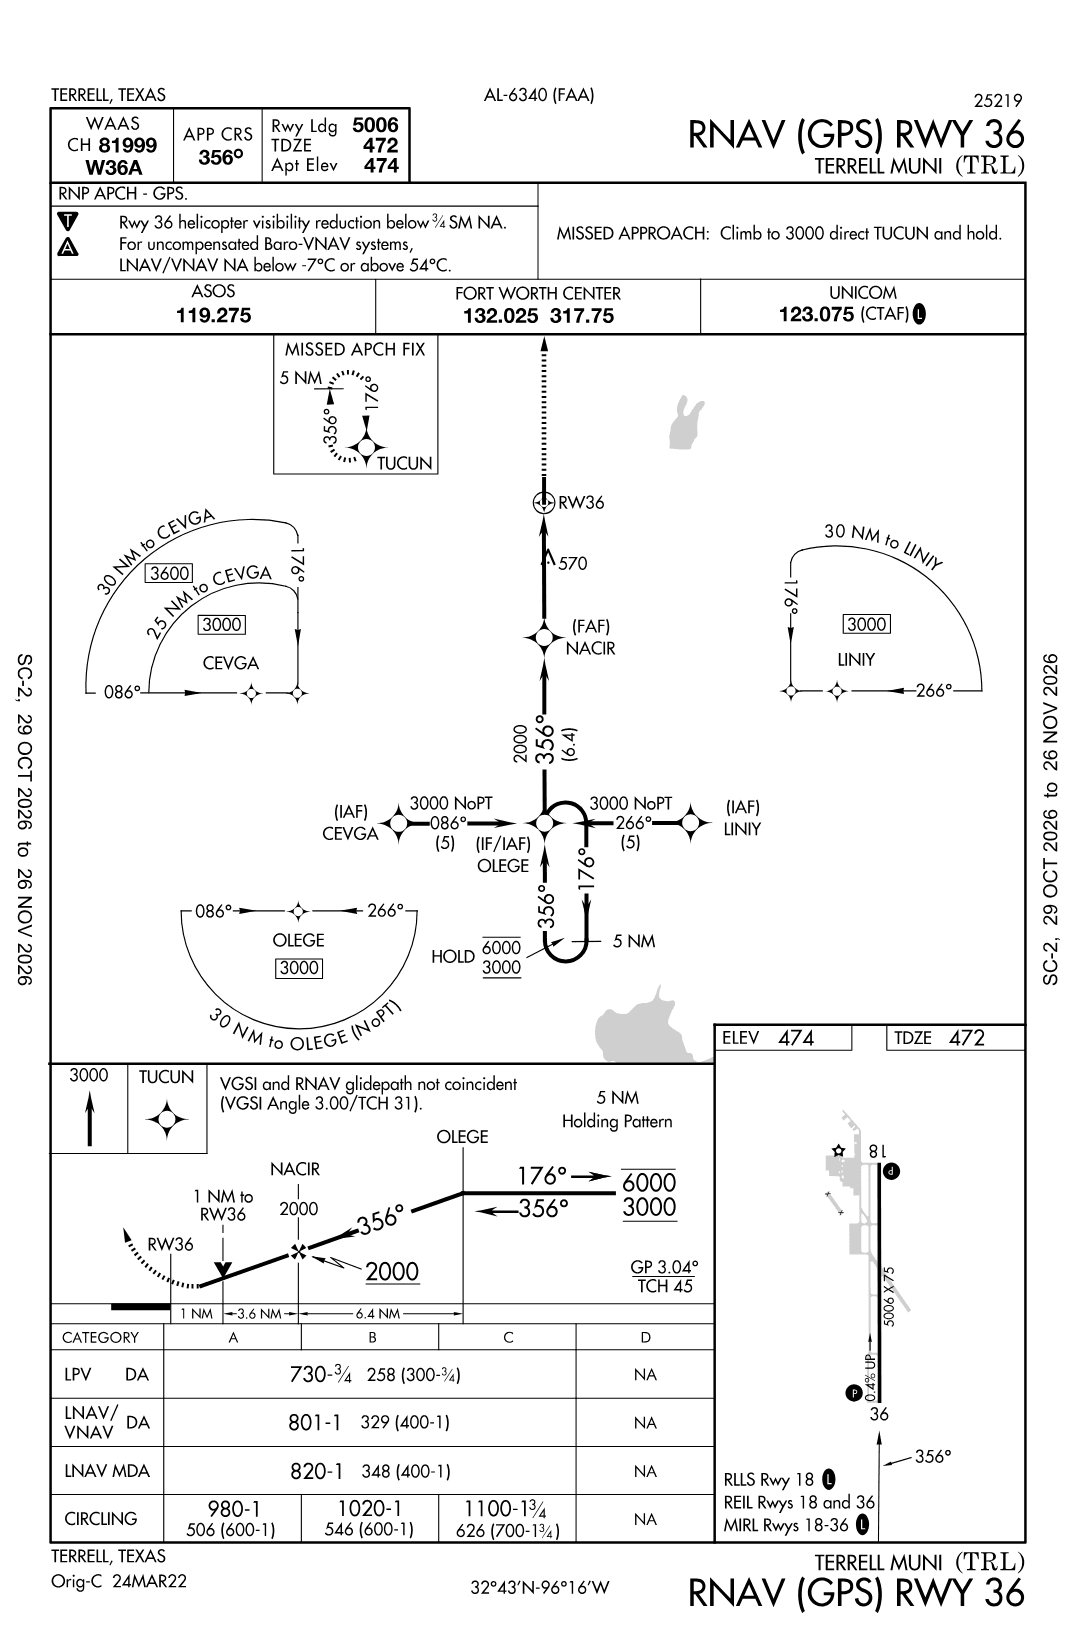 TERRELL, TEXAS
AL-6340 (FAA)
25219
WAAS
CH 81999
W36A
APP CRS
356°
Rwy Ldg 5006
TDZE 472
Apt Elev 474
RNAV (GPS) RWY 36
TERRELL MUNI (TRL)
RNP APCH - GPS.
T
A
Rwy 36 helicopter visibility reduction below ¾ SM NA.
For uncompensated Baro-VNAV systems,
LNAV/VNAV NA below -7°C or above 54°C.
MISSED APPROACH: Climb to 3000 direct TUCUN and hold.
ASOS
119.275
FORT WORTH CENTER
132.025 317.75
UNICOM
123.075 (CTAF) L
MISSED APCH FIX
5 NM
356°
176°
TUCUN
RW36
570
(FAF)
NACIR
30 NM to CEVGA
3600
25 NM to CEVGA
3000
176°
CEVGA
086°
30 NM to LINIY
176°
3000
LINIY
266°
2000
356°
(6.4)
(IAF)
CEVGA
3000 NoPT
086°
(5)
(IF/IAF)
OLEGE
3000 NoPT
266°
(5)
(IAF)
LINIY
356°
176°
HOLD
6000
3000
5 NM
086°
266°
OLEGE
3000
30 NM to OLEGE (NoPT)
SC-2, 29 OCT 2026 to 26 NOV 2026
SC-2, 29 OCT 2026 to 26 NOV 2026
3000
TUCUN
VGSI and RNAV glidepath not coincident
(VGSI Angle 3.00/TCH 31).
5 NM
Holding Pattern
OLEGE
NACIR
2000
1 NM to
RW36
RW36
356°
176°
356°
6000
3000
2000
GP 3.04°
TCH 45
1 NM
3.6 NM
6.4 NM
CATEGORY A B C D
LPV DA 730-¾ 258 (300-¾) NA
LNAV/
VNAV DA 801-1 329 (400-1) NA
LNAV MDA 820-1 348 (400-1) NA
CIRCLING 980-1 1020-1 1100-1¾ NA
506 (600-1) 546 (600-1) 626 (700-1¾)
ELEV 474
TDZE 472
18
P
5006 X 75
0.4% UP
P
36
356°
RLLS Rwy 18 L
REIL Rwys 18 and 36
MIRL Rwys 18-36 L
TERRELL, TEXAS
Orig-C 24MAR22
32°43'N-96°16'W
TERRELL MUNI (TRL)
RNAV (GPS) RWY 36